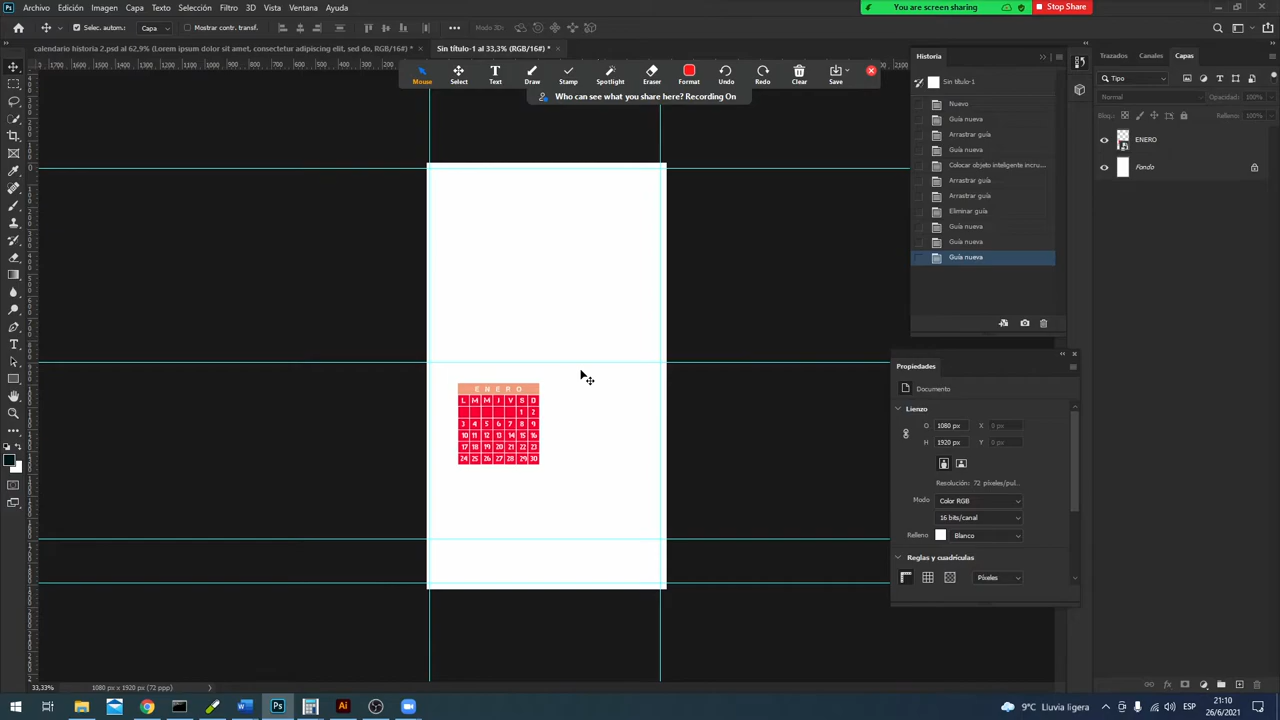 Archivo Edición Imagen Capa Texto Selección Filtro 3D Vista Ventana Ayuda
You are screen sharing
Stop Share
Selec. autom.: Capa Mostrar contr. transf. Modo 3D:
calendario historia 2.psd al 62,9% (Lorem ipsum dolor sit amet, consectetur adipiscing elit, sed do, RGB/16#) *
Sin título-1 al 33,3% (RGB/16#) *
Mouse Select Text Draw Stamp Spotlight Eraser Format Undo Redo Clear Save
Who can see what you share here? Recording On
Historia
Sin título-1
Nuevo
Guía nueva
Arrastrar guía
Guía nueva
Colocar objeto inteligente incru...
Arrastrar guía
Arrastrar guía
Eliminar guía
Guía nueva
Guía nueva
Guía nueva
Trazados Canales Capas
Tipo
Normal Opacidad: 100%
Bloq.: Relleno: 100%
ENERO
Fondo
ENERO
L M M J V S D
1 2
3 4 5 6 7 8 9
10 11 12 13 14 15 16
17 18 19 20 21 22 23
24 25 26 27 28 29 30
Propiedades
Documento
Lienzo
O 1080 px X 0 px
H 1920 px Y 0 px
Resolución: 72 píxeles/pul...
Modo Color RGB
16 bits/canal
Relleno Blanco
Reglas y cuadrículas
Píxeles
33,33% 1080 px x 1920 px (72 ppp)
9°C Lluvia ligera
ESP
21:10
26/6/2021